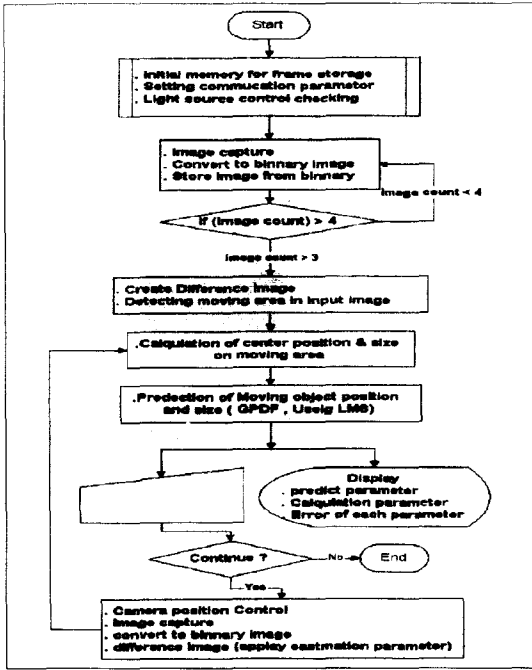 Start
. Initial memory for frame storage
. Setting commucation parameter
. Light source control checking
. Image capture
. Convert to binnary image
. Store image from binnary
image count < 4
If (image count) > 4
image count > 3
. Create Difference image
. Detecting moving area in input image
.Calqulation of center position & size
on moving area
.Predection of Moving object position
and size ( GPDF , Useig LMS)
Display
. predict parameter
. Calqulation parameter
. Error of each parameter
Continue ?
No
End
Yes
. Camera position Control
. image capture
. convert to binnary image
. difference image (applay eastmation parameter)